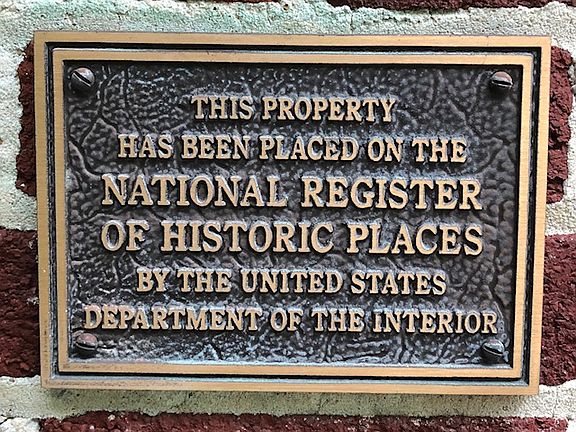 THIS PROPERTY
HAS BEEN PLACED ON THE
NATIONAL REGISTER
OF HISTORIC PLACES
BY THE UNITED STATES
DEPARTMENT OF THE INTERIOR